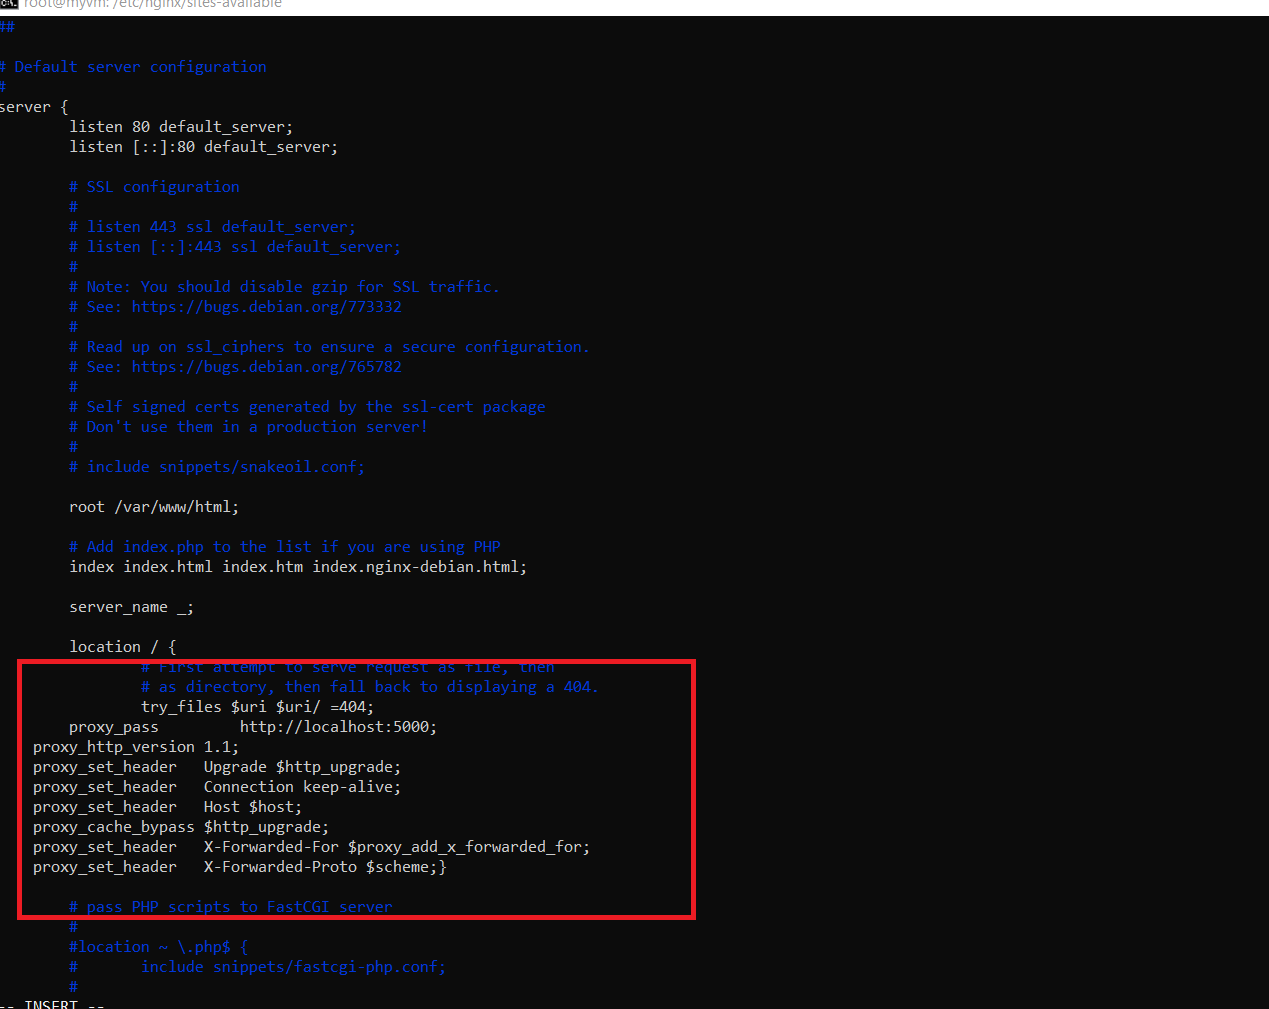 root@myvm: /etc/nginx/sites-available
##
# Default server configuration
#
server {
listen 80 default_server;
listen [::]:80 default_server;
# SSL configuration
#
# listen 443 ssl default_server;
# listen [::]:443 ssl default_server;
#
# Note: You should disable gzip for SSL traffic.
# See: https://bugs.debian.org/773332
#
# Read up on ssl_ciphers to ensure a secure configuration.
# See: https://bugs.debian.org/765782
#
# Self signed certs generated by the ssl-cert package
# Don't use them in a production server!
#
# include snippets/snakeoil.conf;
root /var/www/html;
# Add index.php to the list if you are using PHP
index index.html index.htm index.nginx-debian.html;
server_name _;
location / {
# First attempt to serve request as file, then
# as directory, then fall back to displaying a 404.
try_files $uri $uri/ =404;
proxy_pass http://localhost:5000;
proxy_http_version 1.1;
proxy_set_header Upgrade $http_upgrade;
proxy_set_header Connection keep-alive;
proxy_set_header Host $host;
proxy_cache_bypass $http_upgrade;
proxy_set_header X-Forwarded-For $proxy_add_x_forwarded_for;
proxy_set_header X-Forwarded-Proto $scheme;}
# pass PHP scripts to FastCGI server
#
#location ~ \.php$ {
# include snippets/fastcgi-php.conf;
#
-- INSERT --